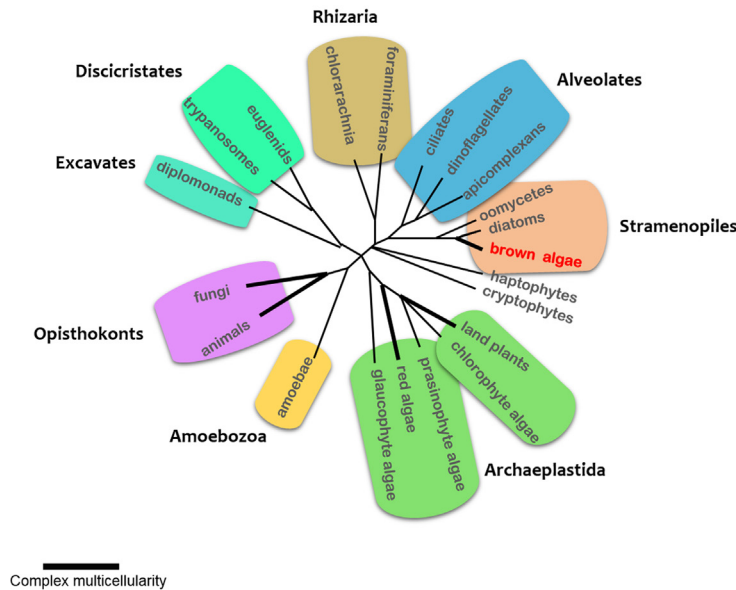 Rhizaria
chlorarachnia
foraminiferans
Discicristates
trypanosomes
euglenids
Alveolates
ciliates
dinoflagellates
apicomplexans
Excavates
diplomonads
Stramenopiles
oomycetes
diatoms
brown algae
haptophytes
cryptophytes
Opisthokonts
fungi
animals
Amoebozoa
amoebae
Archaeplastida
land plants
chlorophyte algae
prasinophyte algae
red algae
glaucophyte algae
Complex multicellularity